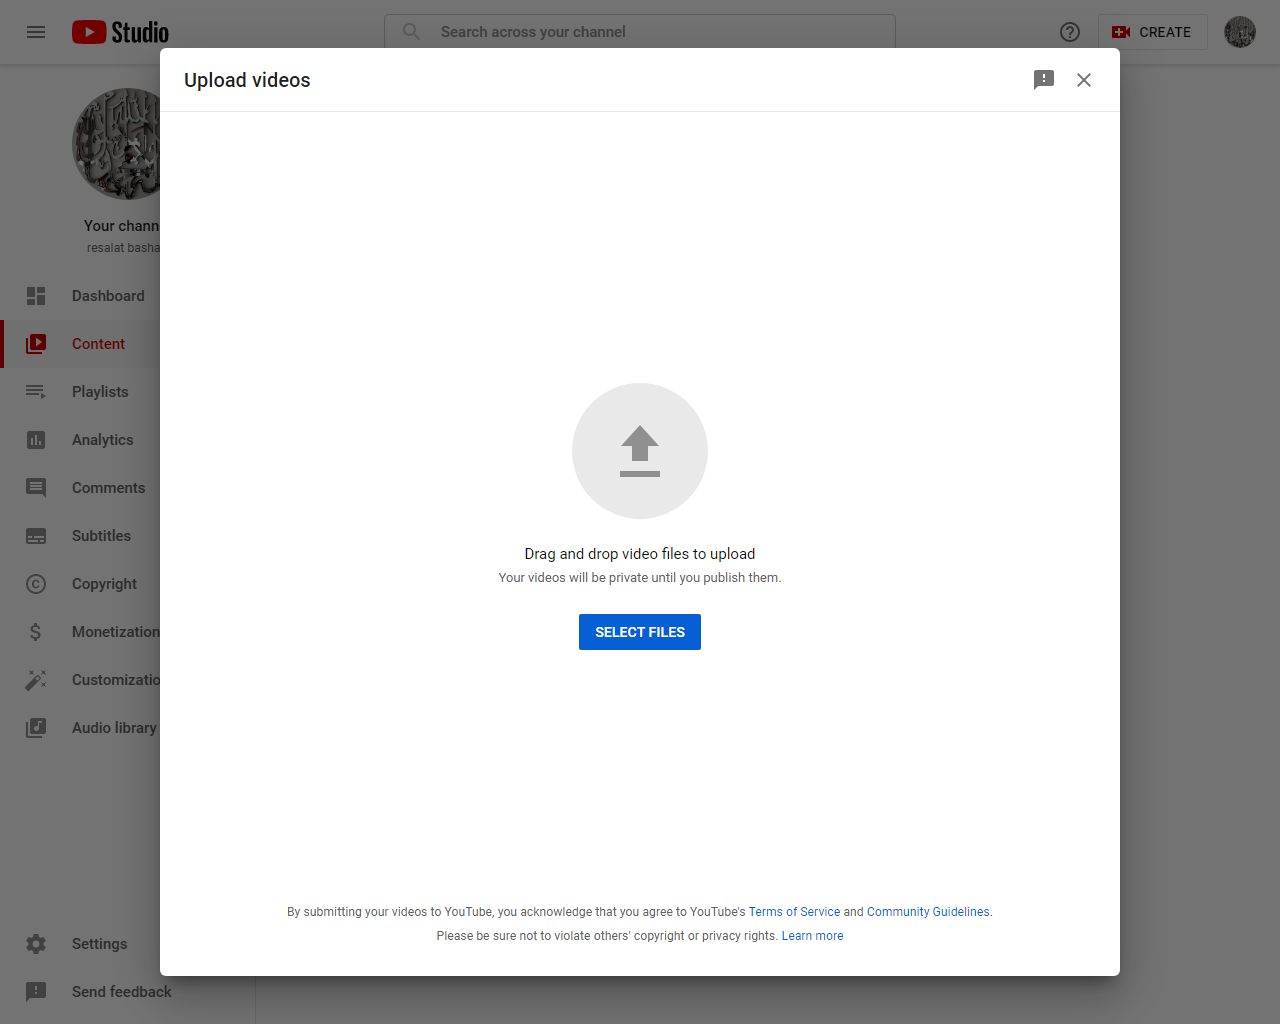 Studio
Search across your channel
CREATE
Upload videos
Your chann
resalat basha
Dashboard
Content
Playlists
Analytics
Comments
Subtitles
Copyright
Monetization
Customizatio
Audio library
Settings
Send feedback
Drag and drop video files to upload
Your videos will be private until you publish them.
SELECT FILES
By submitting your videos to YouTube, you acknowledge that you agree to YouTube's Terms of Service and Community Guidelines.
Please be sure not to violate others' copyright or privacy rights. Learn more